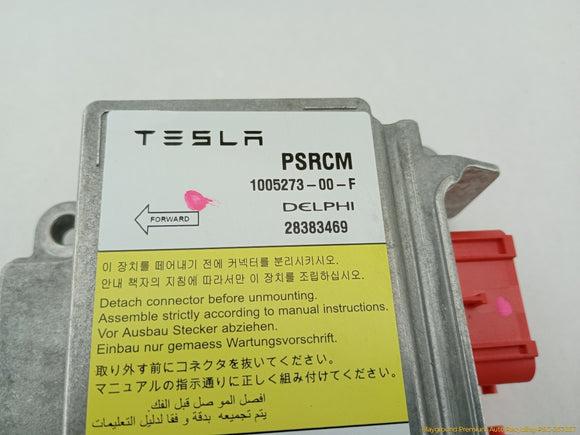 TESLA
PSRCM
1005273-00-F
FORWARD
DELPHI
28383469
이 장치를 떼어내기 전에 커넥터를 분리시키시오.
안내 책자의 지침에 따라서만 이 장치를 조립하십시오.
Detach connector before unmounting.
Assemble strictly according to manual instructions.
Vor Ausbau Stecker abziehen.
Einbau nur gemaess Wartungsvorschrift.
取り外す前にコネクタを抜いてください。
マニュアルの指示通りに正しく組み付けてください。
افصل الموصل قبل الفك
يتم تجميعه بدقة و فقا لدليل التعليمات